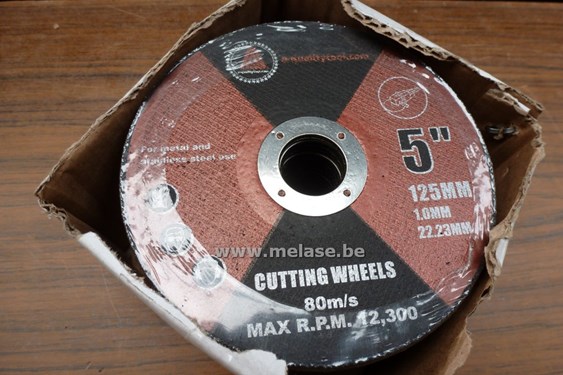 For metal and
stainless steel use
5"
125MM
1.0MM
22.23MM
www.melase.be
CUTTING WHEELS
80m/s
MAX R.P.M. 12,300